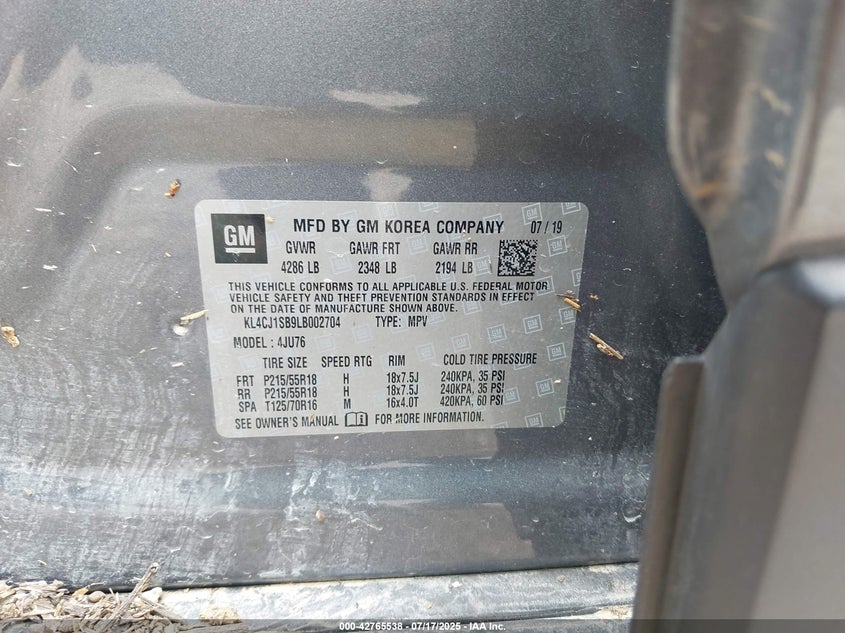 GM MFD BY GM KOREA COMPANY 07/19
GVWR GAWR FRT GAWR RR
4286 LB 2348 LB 2194 LB
THIS VEHICLE CONFORMS TO ALL APPLICABLE U.S. FEDERAL MOTOR
VEHICLE SAFETY AND THEFT PREVENTION STANDARDS IN EFFECT
ON THE DATE OF MANUFACTURE SHOWN ABOVE.
KL4CJ1SB9LB002704 TYPE: MPV
MODEL: 4JU76
TIRE SIZE SPEED RTG RIM COLD TIRE PRESSURE
FRT P215/55R18 H 18x7.5J 240KPA, 35 PSI
RR P215/55R18 H 18x7.5J 240KPA, 35 PSI
SPA T125/70R16 M 16x4.0T 420KPA, 60 PSI
SEE OWNER'S MANUAL FOR MORE INFORMATION.
000-42765538 - 07/17/2025 - IAA Inc.